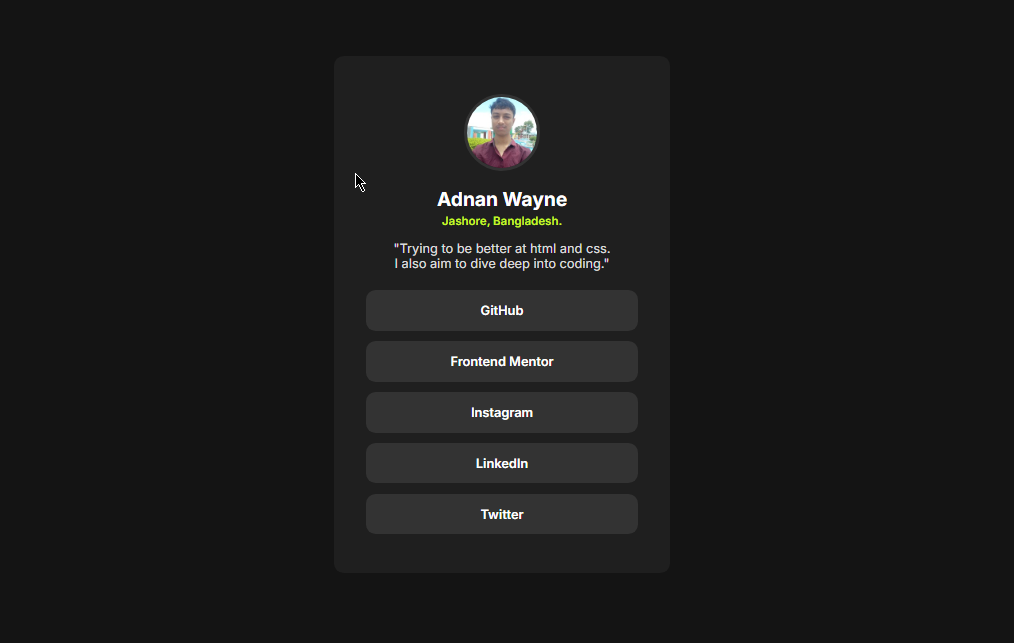 Adnan Wayne
Jashore, Bangladesh.
"Trying to be better at html and css.
I also aim to dive deep into coding."
GitHub
Frontend Mentor
Instagram
LinkedIn
Twitter